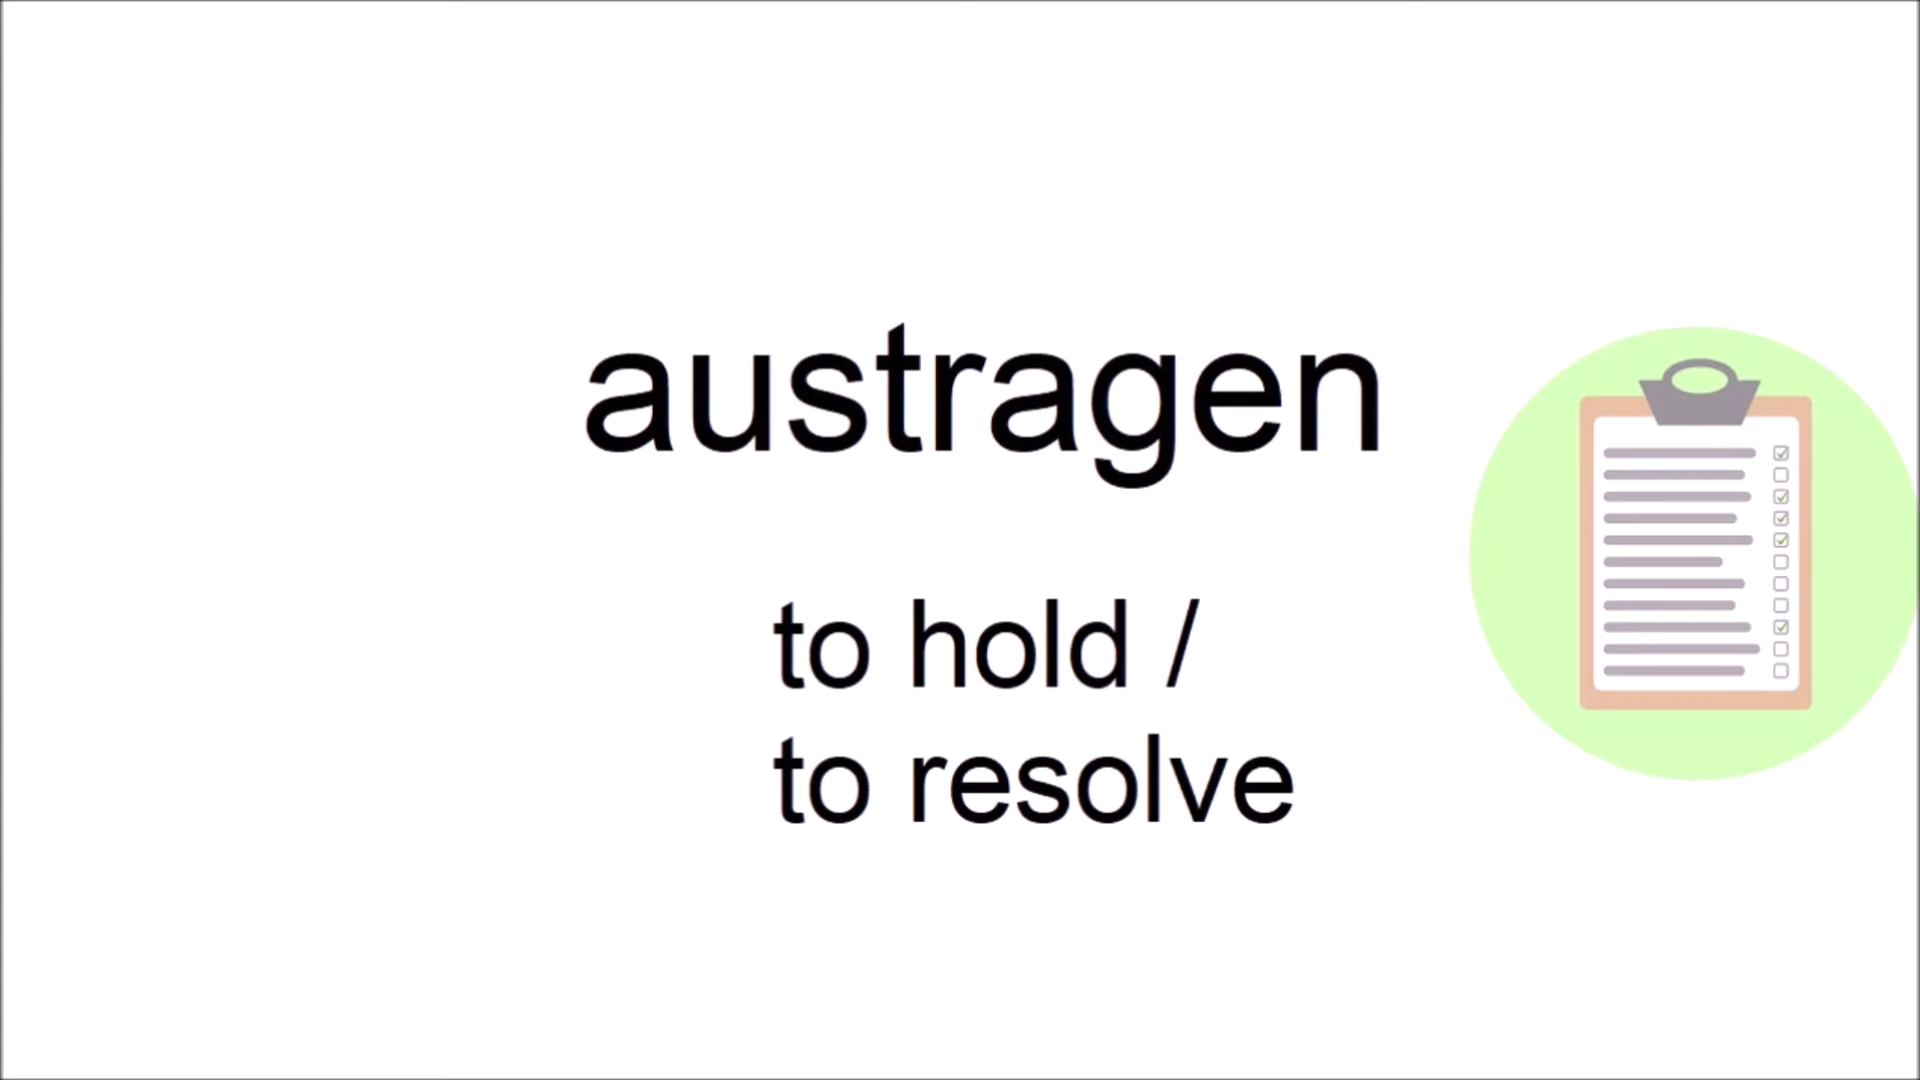 austragen
to hold /
to resolve